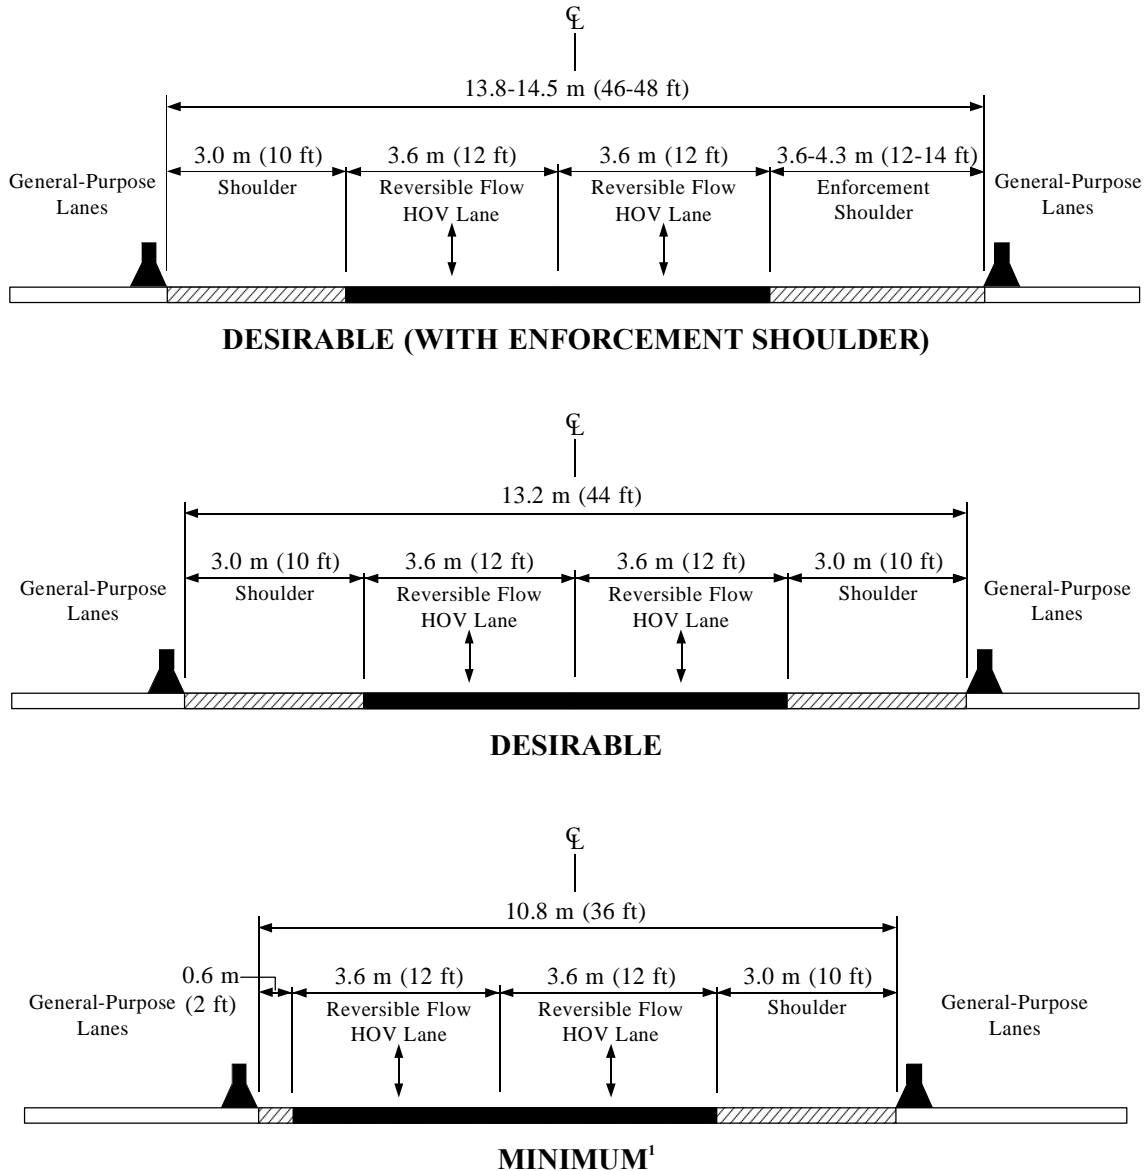 ℄
13.8-14.5 m (46-48 ft)
3.0 m (10 ft) 3.6 m (12 ft) 3.6 m (12 ft) 3.6-4.3 m (12-14 ft)
General-Purpose
Lanes
Shoulder
Reversible Flow
HOV Lane
Reversible Flow
HOV Lane
Enforcement
Shoulder
General-Purpose
Lanes
DESIRABLE (WITH ENFORCEMENT SHOULDER)
℄
13.2 m (44 ft)
3.0 m (10 ft) 3.6 m (12 ft) 3.6 m (12 ft) 3.0 m (10 ft)
General-Purpose
Lanes
Shoulder
Reversible Flow
HOV Lane
Reversible Flow
HOV Lane
Shoulder
General-Purpose
Lanes
DESIRABLE
℄
10.8 m (36 ft)
0.6 m
(2 ft)
3.6 m (12 ft) 3.6 m (12 ft) 3.0 m (10 ft)
General-Purpose
Lanes
Reversible Flow
HOV Lane
Reversible Flow
HOV Lane
Shoulder
General-Purpose
Lanes
MINIMUM¹